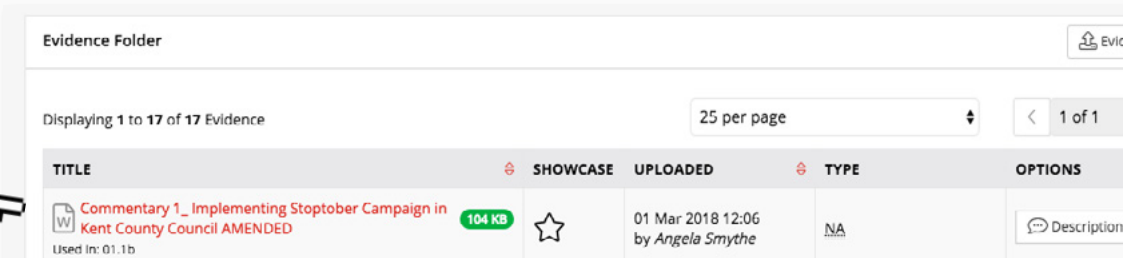 Evidence Folder
Displaying 1 to 17 of 17 Evidence
25 per page
1 of 1
TITLE SHOWCASE UPLOADED TYPE OPTIONS
Commentary 1_ Implementing Stoptober Campaign in
Kent County Council AMENDED
104 KB
01 Mar 2018 12:06
by Angela Smythe
NA
Description
Used In: 01.1b